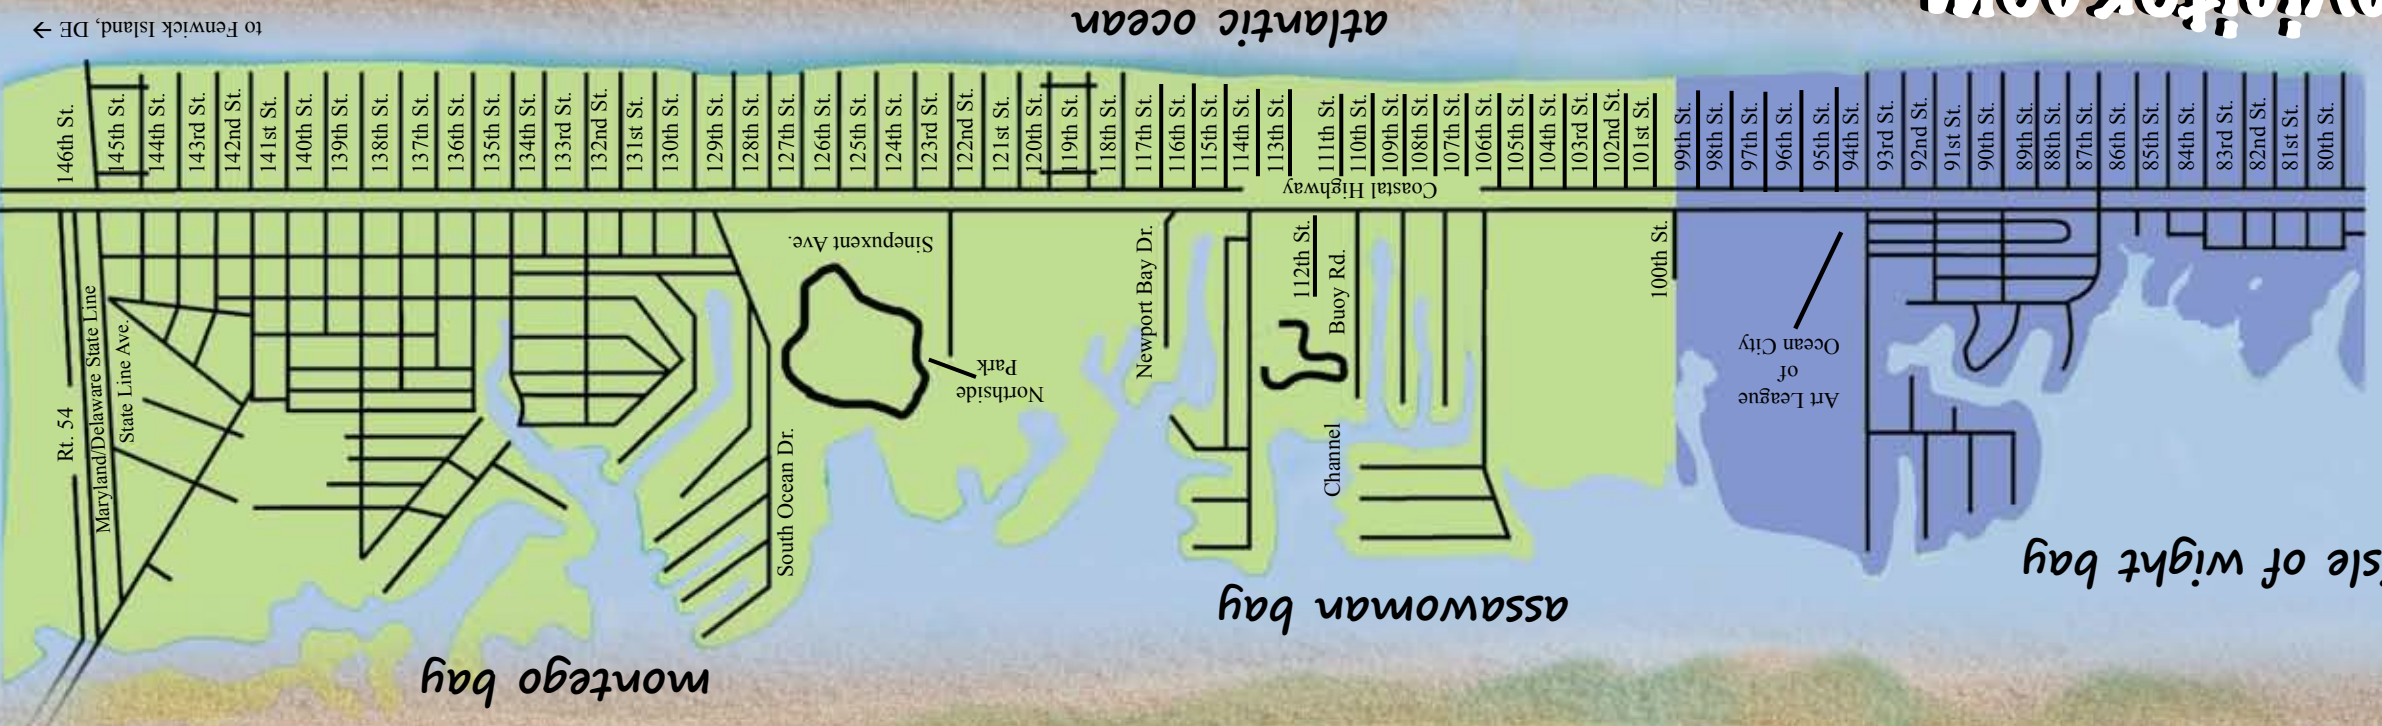 to Fenwick Island, DE →
atlantic ocean
146th St.
145th St.
144th St.
143rd St.
142nd St.
141st St.
140th St.
139th St.
138th St.
137th St.
136th St.
135th St.
134th St.
133rd St.
132nd St.
131st St.
130th St.
129th St.
128th St.
127th St.
126th St.
125th St.
124th St.
123rd St.
122nd St.
121st St.
120th St.
119th St.
118th St.
117th St.
116th St.
115th St.
114th St.
113th St.
111th St.
110th St.
109th St.
108th St.
107th St.
106th St.
105th St.
104th St.
103rd St.
102nd St.
101st St.
99th St.
98th St.
97th St.
96th St.
95th St.
94th St.
93rd St.
92nd St.
91st St.
90th St.
89th St.
88th St.
87th St.
86th St.
85th St.
84th St.
83rd St.
82nd St.
81st St.
80th St.
Coastal Highway
Rt. 54
Maryland/Delaware State Line
State Line Ave.
South Ocean Dr.
Sinepuxent Ave.
Northside
Park
Newport Bay Dr.
112th St.
Buoy Rd.
Channel
100th St.
Art League
of
Ocean City
montego bay
assawoman bay
isle of wight bay